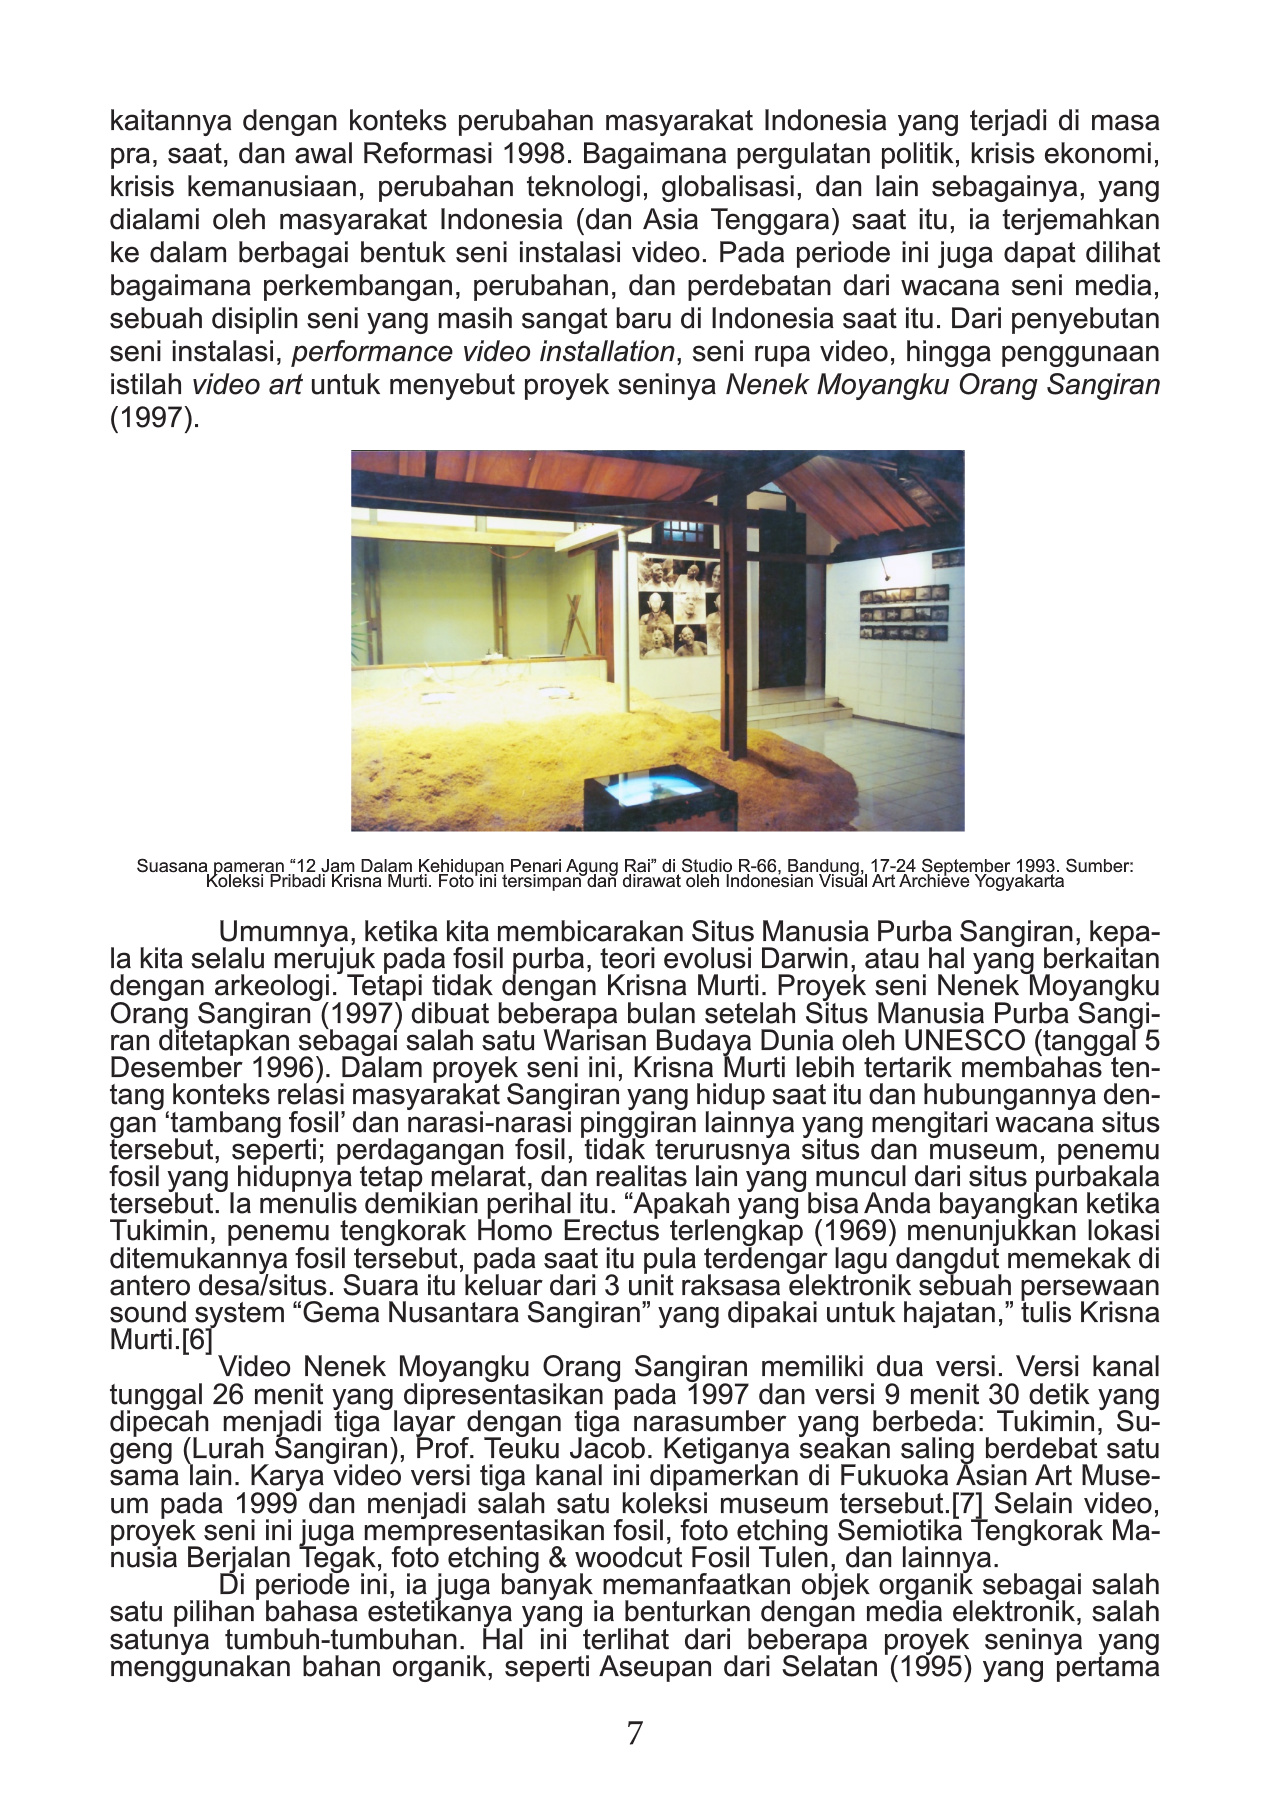 kaitannya dengan konteks perubahan masyarakat Indonesia yang terjadi di masa
pra, saat, dan awal Reformasi 1998. Bagaimana pergulatan politik, krisis ekonomi,
krisis kemanusiaan, perubahan teknologi, globalisasi, dan lain sebagainya, yang
dialami oleh masyarakat Indonesia (dan Asia Tenggara) saat itu, ia terjemahkan
ke dalam berbagai bentuk seni instalasi video. Pada periode ini juga dapat dilihat
bagaimana perkembangan, perubahan, dan perdebatan dari wacana seni media,
sebuah disiplin seni yang masih sangat baru di Indonesia saat itu. Dari penyebutan
seni instalasi, performance video installation, seni rupa video, hingga penggunaan
istilah video art untuk menyebut proyek seninya Nenek Moyangku Orang Sangiran
(1997).
Suasana pameran “12 Jam Dalam Kehidupan Penari Agung Rai” di Studio R-66, Bandung, 17-24 September 1993. Sumber:
Koleksi Pribadi Krisna Murti. Foto ini tersimpan dan dirawat oleh Indonesian Visual Art Archieve Yogyakarta
Umumnya, ketika kita membicarakan Situs Manusia Purba Sangiran, kepa-
la kita selalu merujuk pada fosil purba, teori evolusi Darwin, atau hal yang berkaitan
dengan arkeologi. Tetapi tidak dengan Krisna Murti. Proyek seni Nenek Moyangku
Orang Sangiran (1997) dibuat beberapa bulan setelah Situs Manusia Purba Sangi-
ran ditetapkan sebagai salah satu Warisan Budaya Dunia oleh UNESCO (tanggal 5
Desember 1996). Dalam proyek seni ini, Krisna Murti lebih tertarik membahas ten-
tang konteks relasi masyarakat Sangiran yang hidup saat itu dan hubungannya den-
gan ‘tambang fosil’ dan narasi-narasi pinggiran lainnya yang mengitari wacana situs
tersebut, seperti; perdagangan fosil, tidak terurusnya situs dan museum, penemu
fosil yang hidupnya tetap melarat, dan realitas lain yang muncul dari situs purbakala
tersebut. Ia menulis demikian perihal itu. “Apakah yang bisa Anda bayangkan ketika
Tukimin, penemu tengkorak Homo Erectus terlengkap (1969) menunjukkan lokasi
ditemukannya fosil tersebut, pada saat itu pula terdengar lagu dangdut memekak di
antero desa/situs. Suara itu keluar dari 3 unit raksasa elektronik sebuah persewaan
sound system “Gema Nusantara Sangiran” yang dipakai untuk hajatan,” tulis Krisna
Murti.[6]
Video Nenek Moyangku Orang Sangiran memiliki dua versi. Versi kanal
tunggal 26 menit yang dipresentasikan pada 1997 dan versi 9 menit 30 detik yang
dipecah menjadi tiga layar dengan tiga narasumber yang berbeda: Tukimin, Su-
geng (Lurah Sangiran), Prof. Teuku Jacob. Ketiganya seakan saling berdebat satu
sama lain. Karya video versi tiga kanal ini dipamerkan di Fukuoka Asian Art Muse-
um pada 1999 dan menjadi salah satu koleksi museum tersebut.[7] Selain video,
proyek seni ini juga mempresentasikan fosil, foto etching Semiotika Tengkorak Ma-
nusia Berjalan Tegak, foto etching & woodcut Fosil Tulen, dan lainnya.
Di periode ini, ia juga banyak memanfaatkan objek organik sebagai salah
satu pilihan bahasa estetikanya yang ia benturkan dengan media elektronik, salah
satunya tumbuh-tumbuhan. Hal ini terlihat dari beberapa proyek seninya yang
menggunakan bahan organik, seperti Aseupan dari Selatan (1995) yang pertama
7